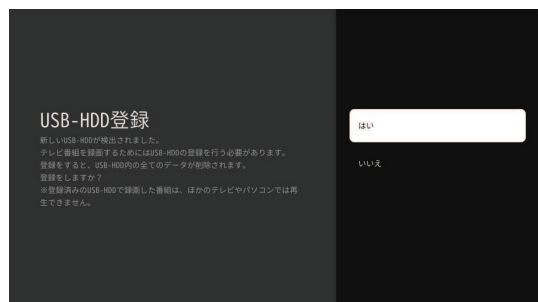 USB-HDD登録
新しいUSB-HDDが検出されました。
テレビ番組を録画するためにはUSB-HDDの登録を行う必要があります。
登録をすると、USB-HDD内の全てのデータが削除されます。
登録をしますか？
※登録済みのUSB-HDDで録画した番組は、ほかのテレビやパソコンでは再
生できません。
はい
いいえ